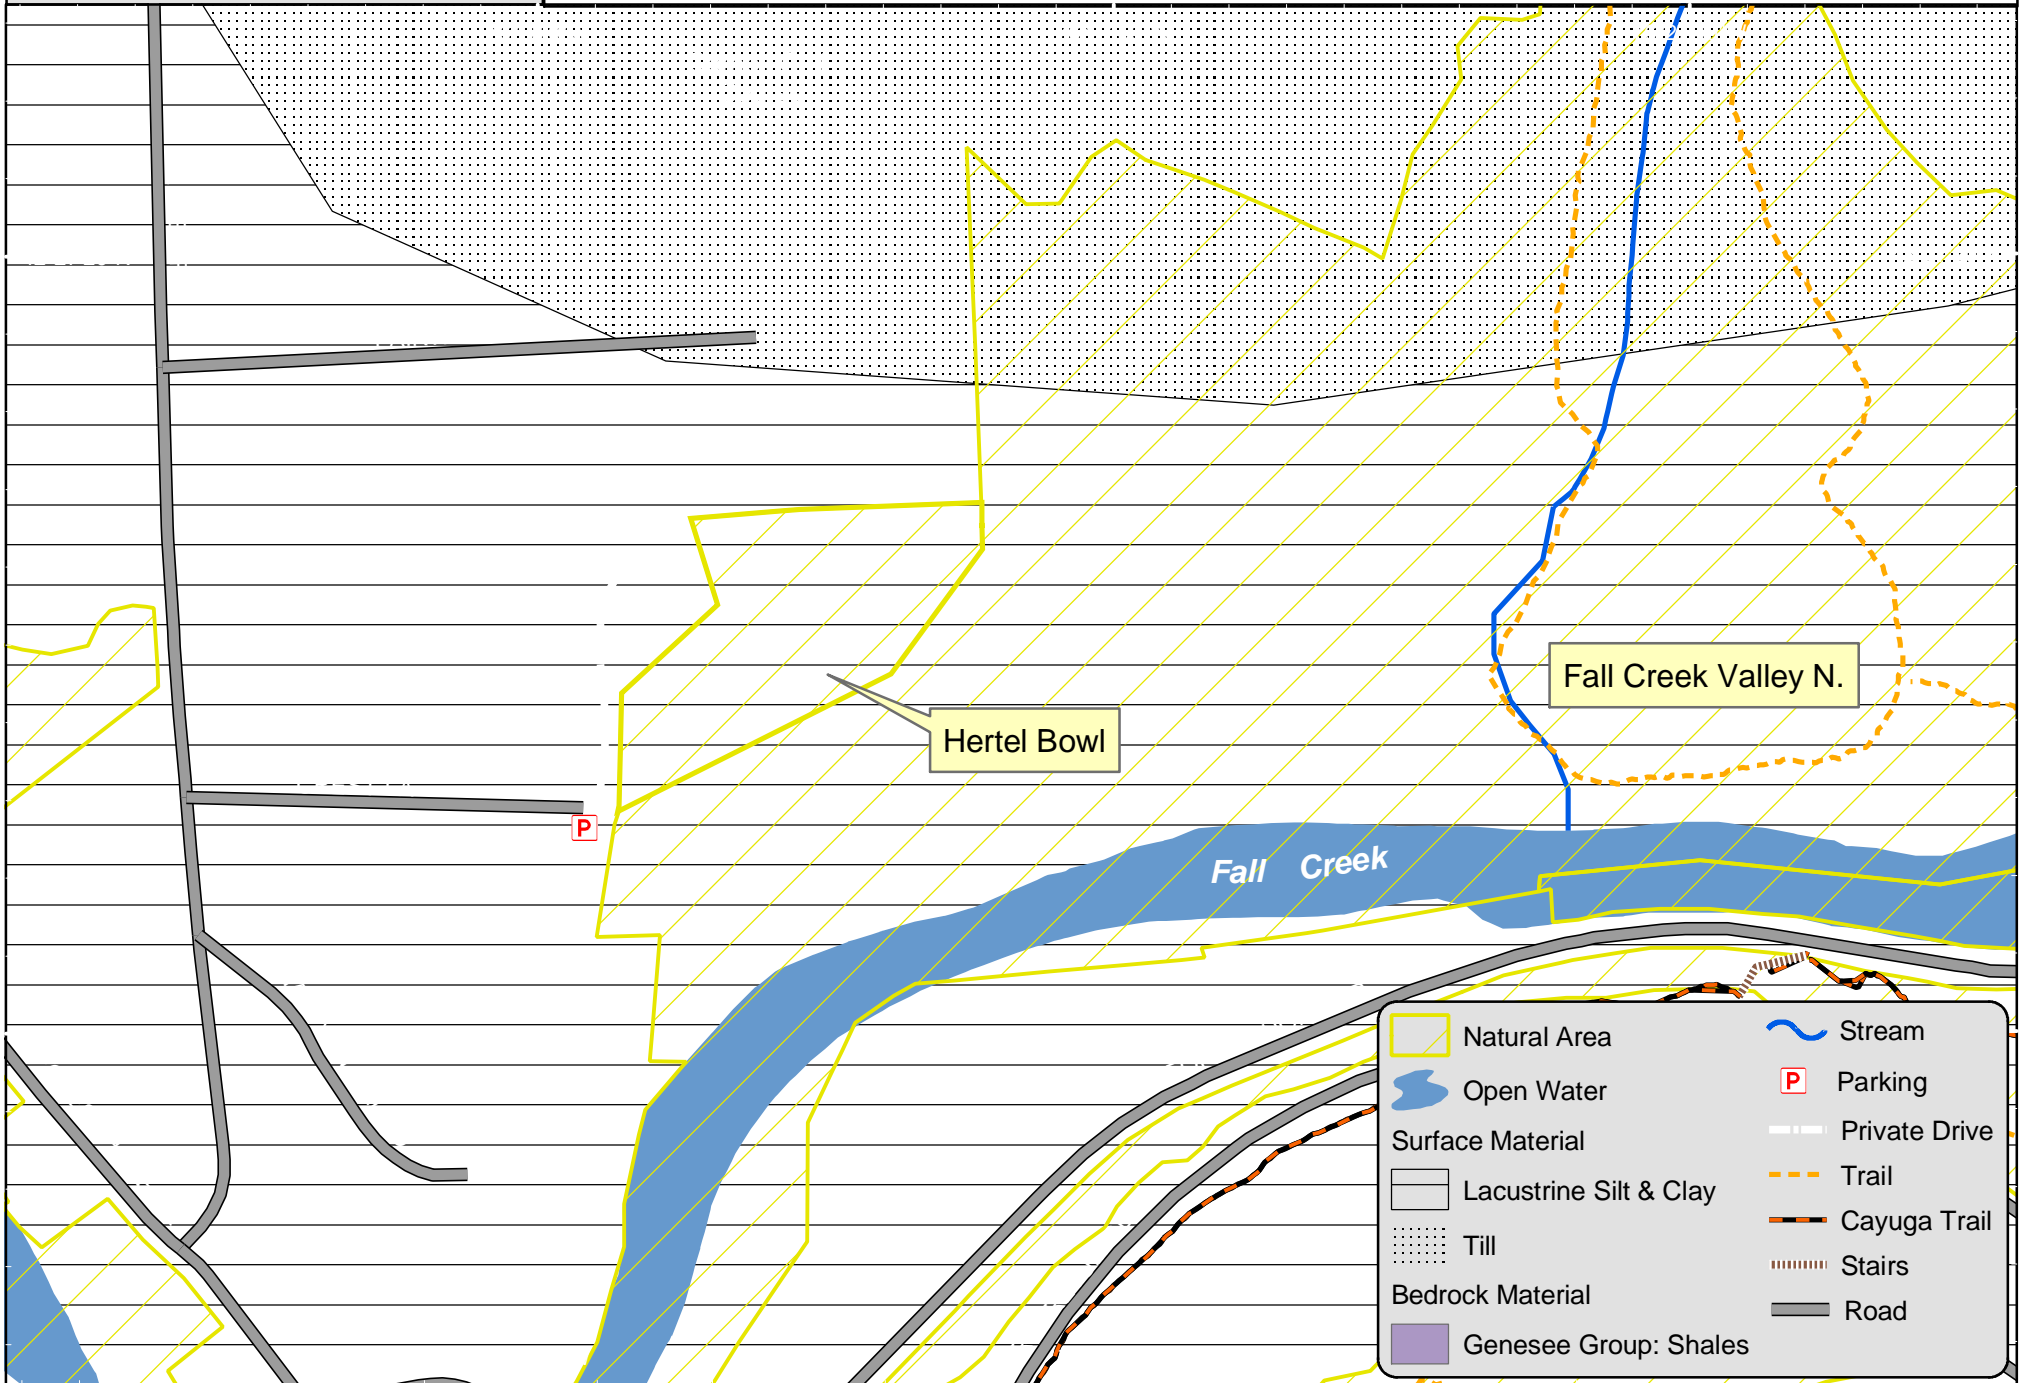 Hertel Bowl
Fall Creek Valley N.
P
Fall Creek
Natural Area
Open Water
Surface Material
Lacustrine Silt & Clay
Till
Bedrock Material
Genesee Group: Shales
Stream
P Parking
Private Drive
Trail
Cayuga Trail
Stairs
Road